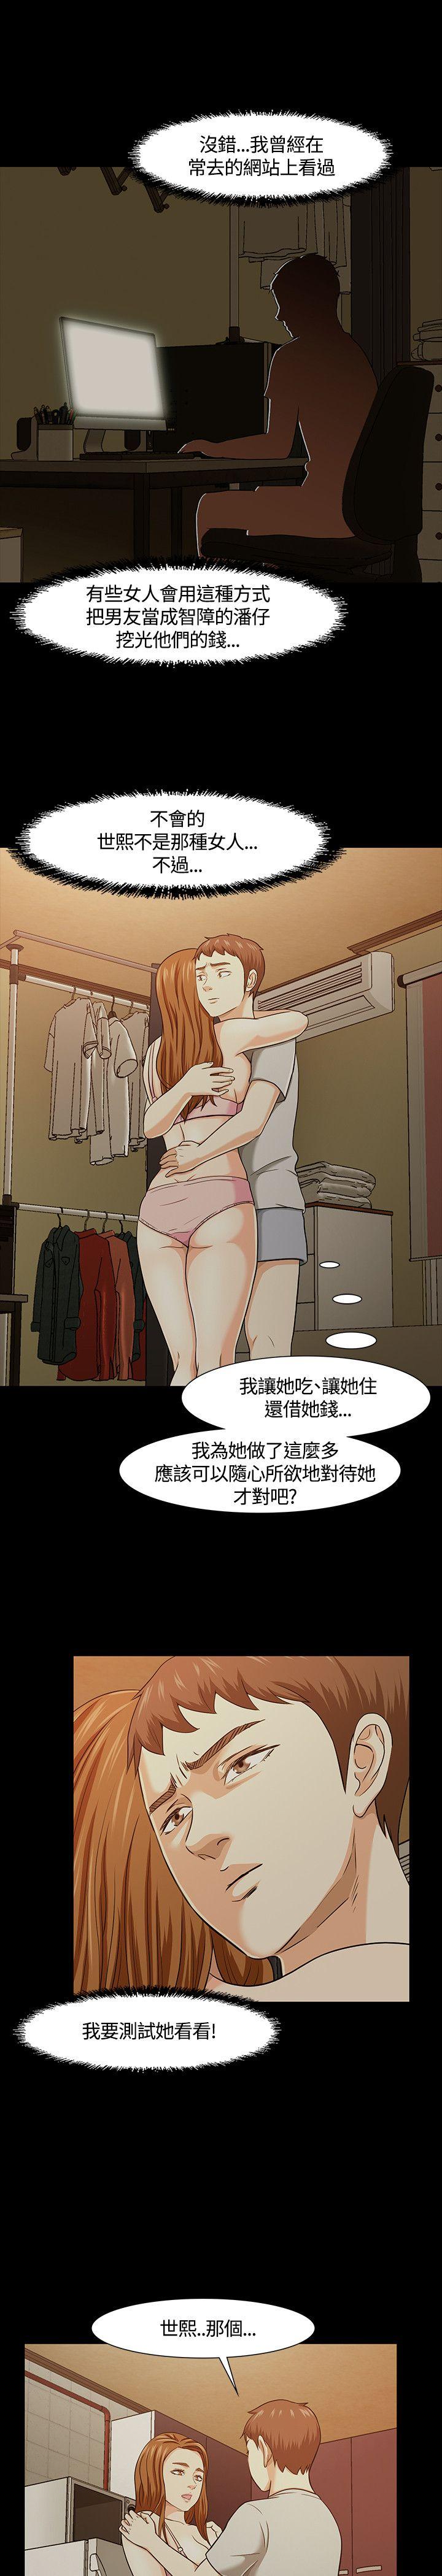 沒錯...我曾經在
常去的網站上看過
有些女人會用這種方式
把男友當成智障的潘仔
挖光他們的錢...
不會的
世熙不是那種女人...
不過...
我讓她吃、讓她住
還借她錢...
我為她做了這麼多
應該可以隨心所欲地對待她
才對吧?
我要測試她看看!
世熙..那個...